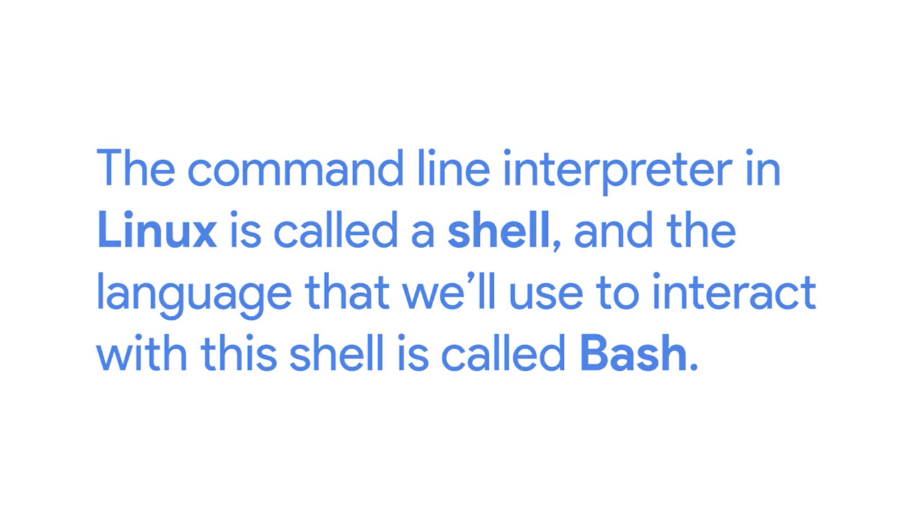 The command line interpreter in
Linux is called a shell, and the
language that we’ll use to interact
with this shell is called Bash.